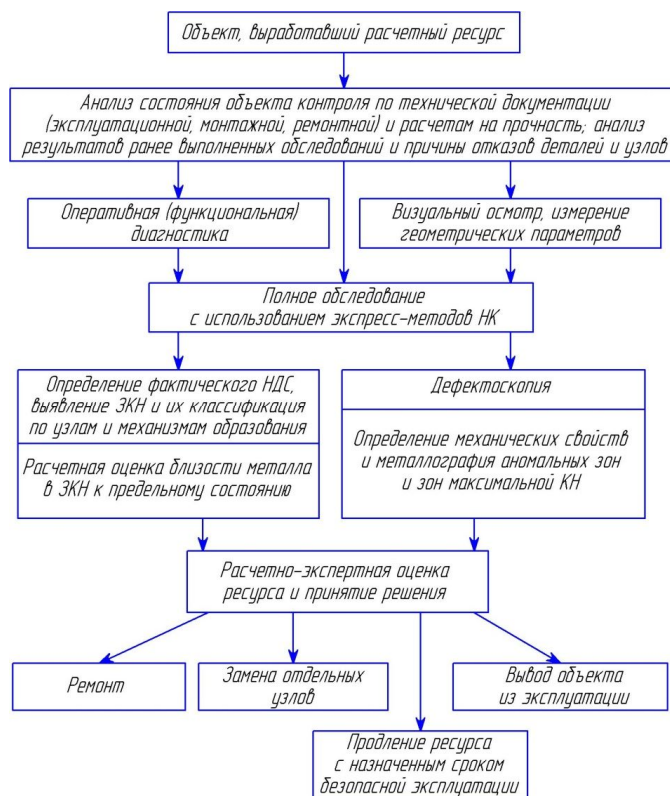 Объект, выработавший расчетный ресурс
Анализ состояния объекта контроля по технической документации
(эксплуатационной, монтажной, ремонтной) и расчетам на прочность; анализ
результатов ранее выполненных обследований и причины отказов деталей и узлов
Оперативная (функциональная)
диагностика
Визуальный осмотр, измерение
геометрических параметров
Полное обследование
с использованием экспресс-методов НК
Определение фактического НДС,
выявление ЗКН и их классификация
по узлам и механизмам образования
Расчетная оценка близости металла
в ЗКН к предельному состоянию
Дефектоскопия
Определение механических свойств
и металлография аномальных зон
и зон максимальной КН
Расчетно-экспертная оценка
ресурса и принятие решения
Ремонт
Замена отдельных
узлов
Вывод объекта
из эксплуатации
Продление ресурса
с назначенным сроком
безопасной эксплуатации